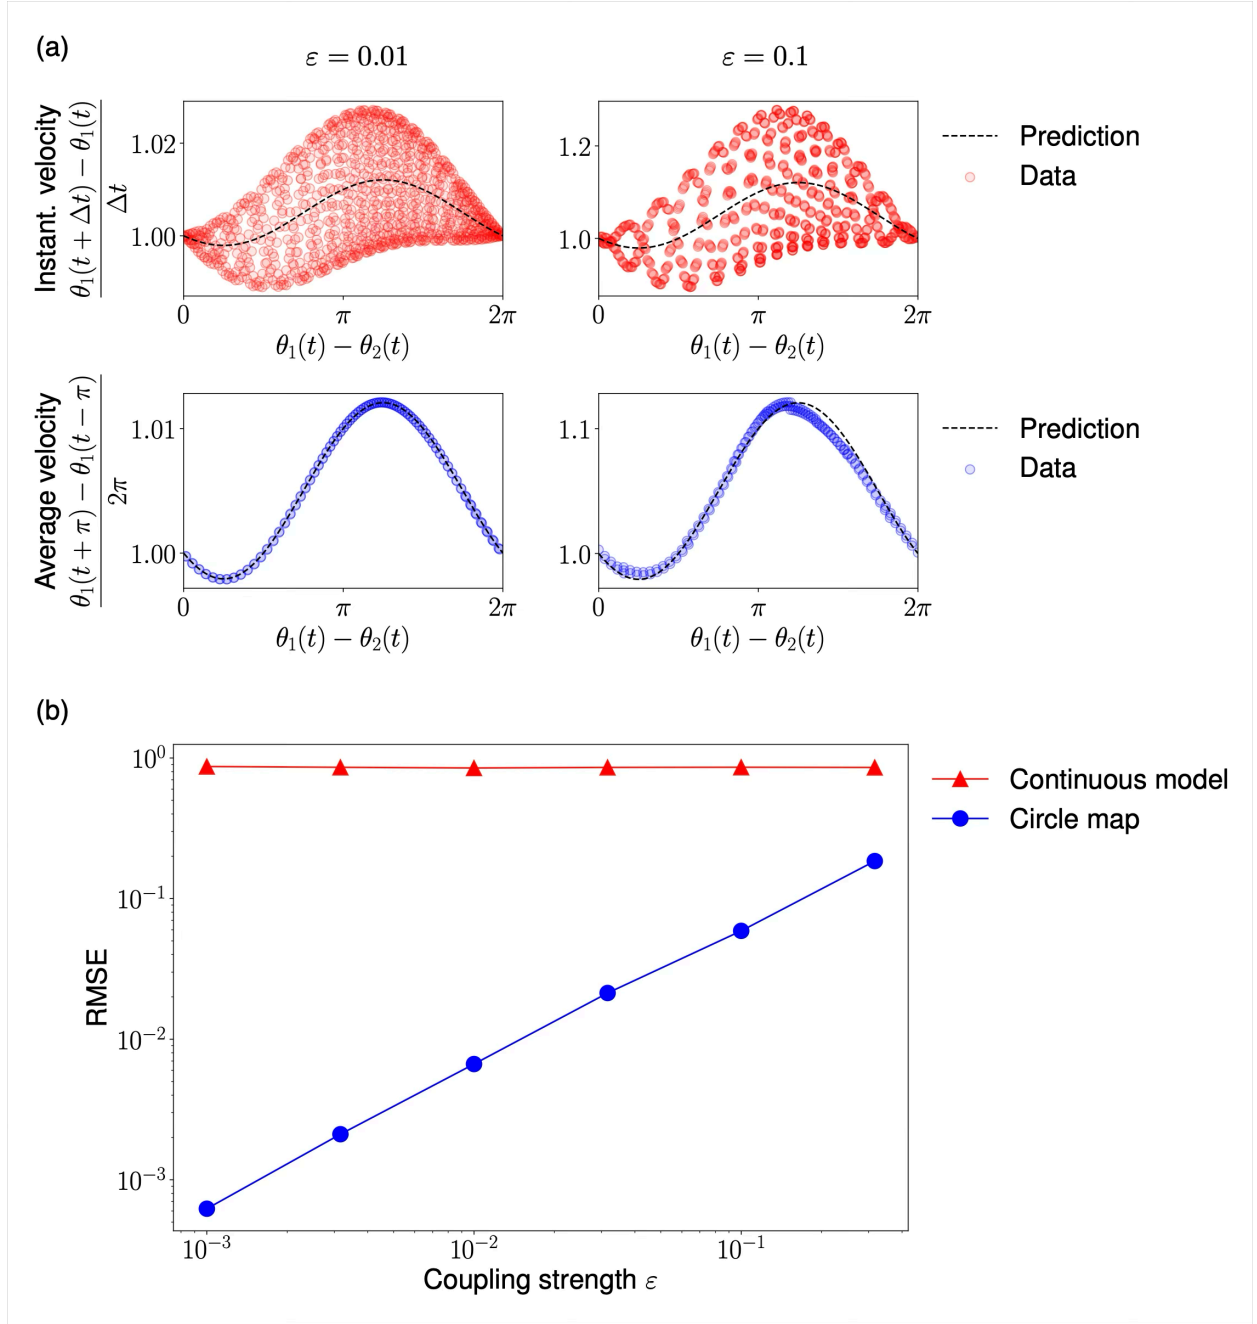 (a)
ε = 0.01
ε = 0.1
Instant. velocity
θ₁(t + Δt) − θ₁(t)
Δt
1.02
1.00
0
π
2π
θ₁(t) − θ₂(t)
1.2
1.0
0
π
2π
θ₁(t) − θ₂(t)
Prediction
Data
Average velocity
θ₁(t + π) − θ₁(t − π)
2π
1.01
1.00
0
π
2π
θ₁(t) − θ₂(t)
1.1
1.0
0
π
2π
θ₁(t) − θ₂(t)
Prediction
Data
(b)
RMSE
10⁰
10⁻¹
10⁻²
10⁻³
10⁻³
10⁻²
10⁻¹
Coupling strength ε
Continuous model
Circle map